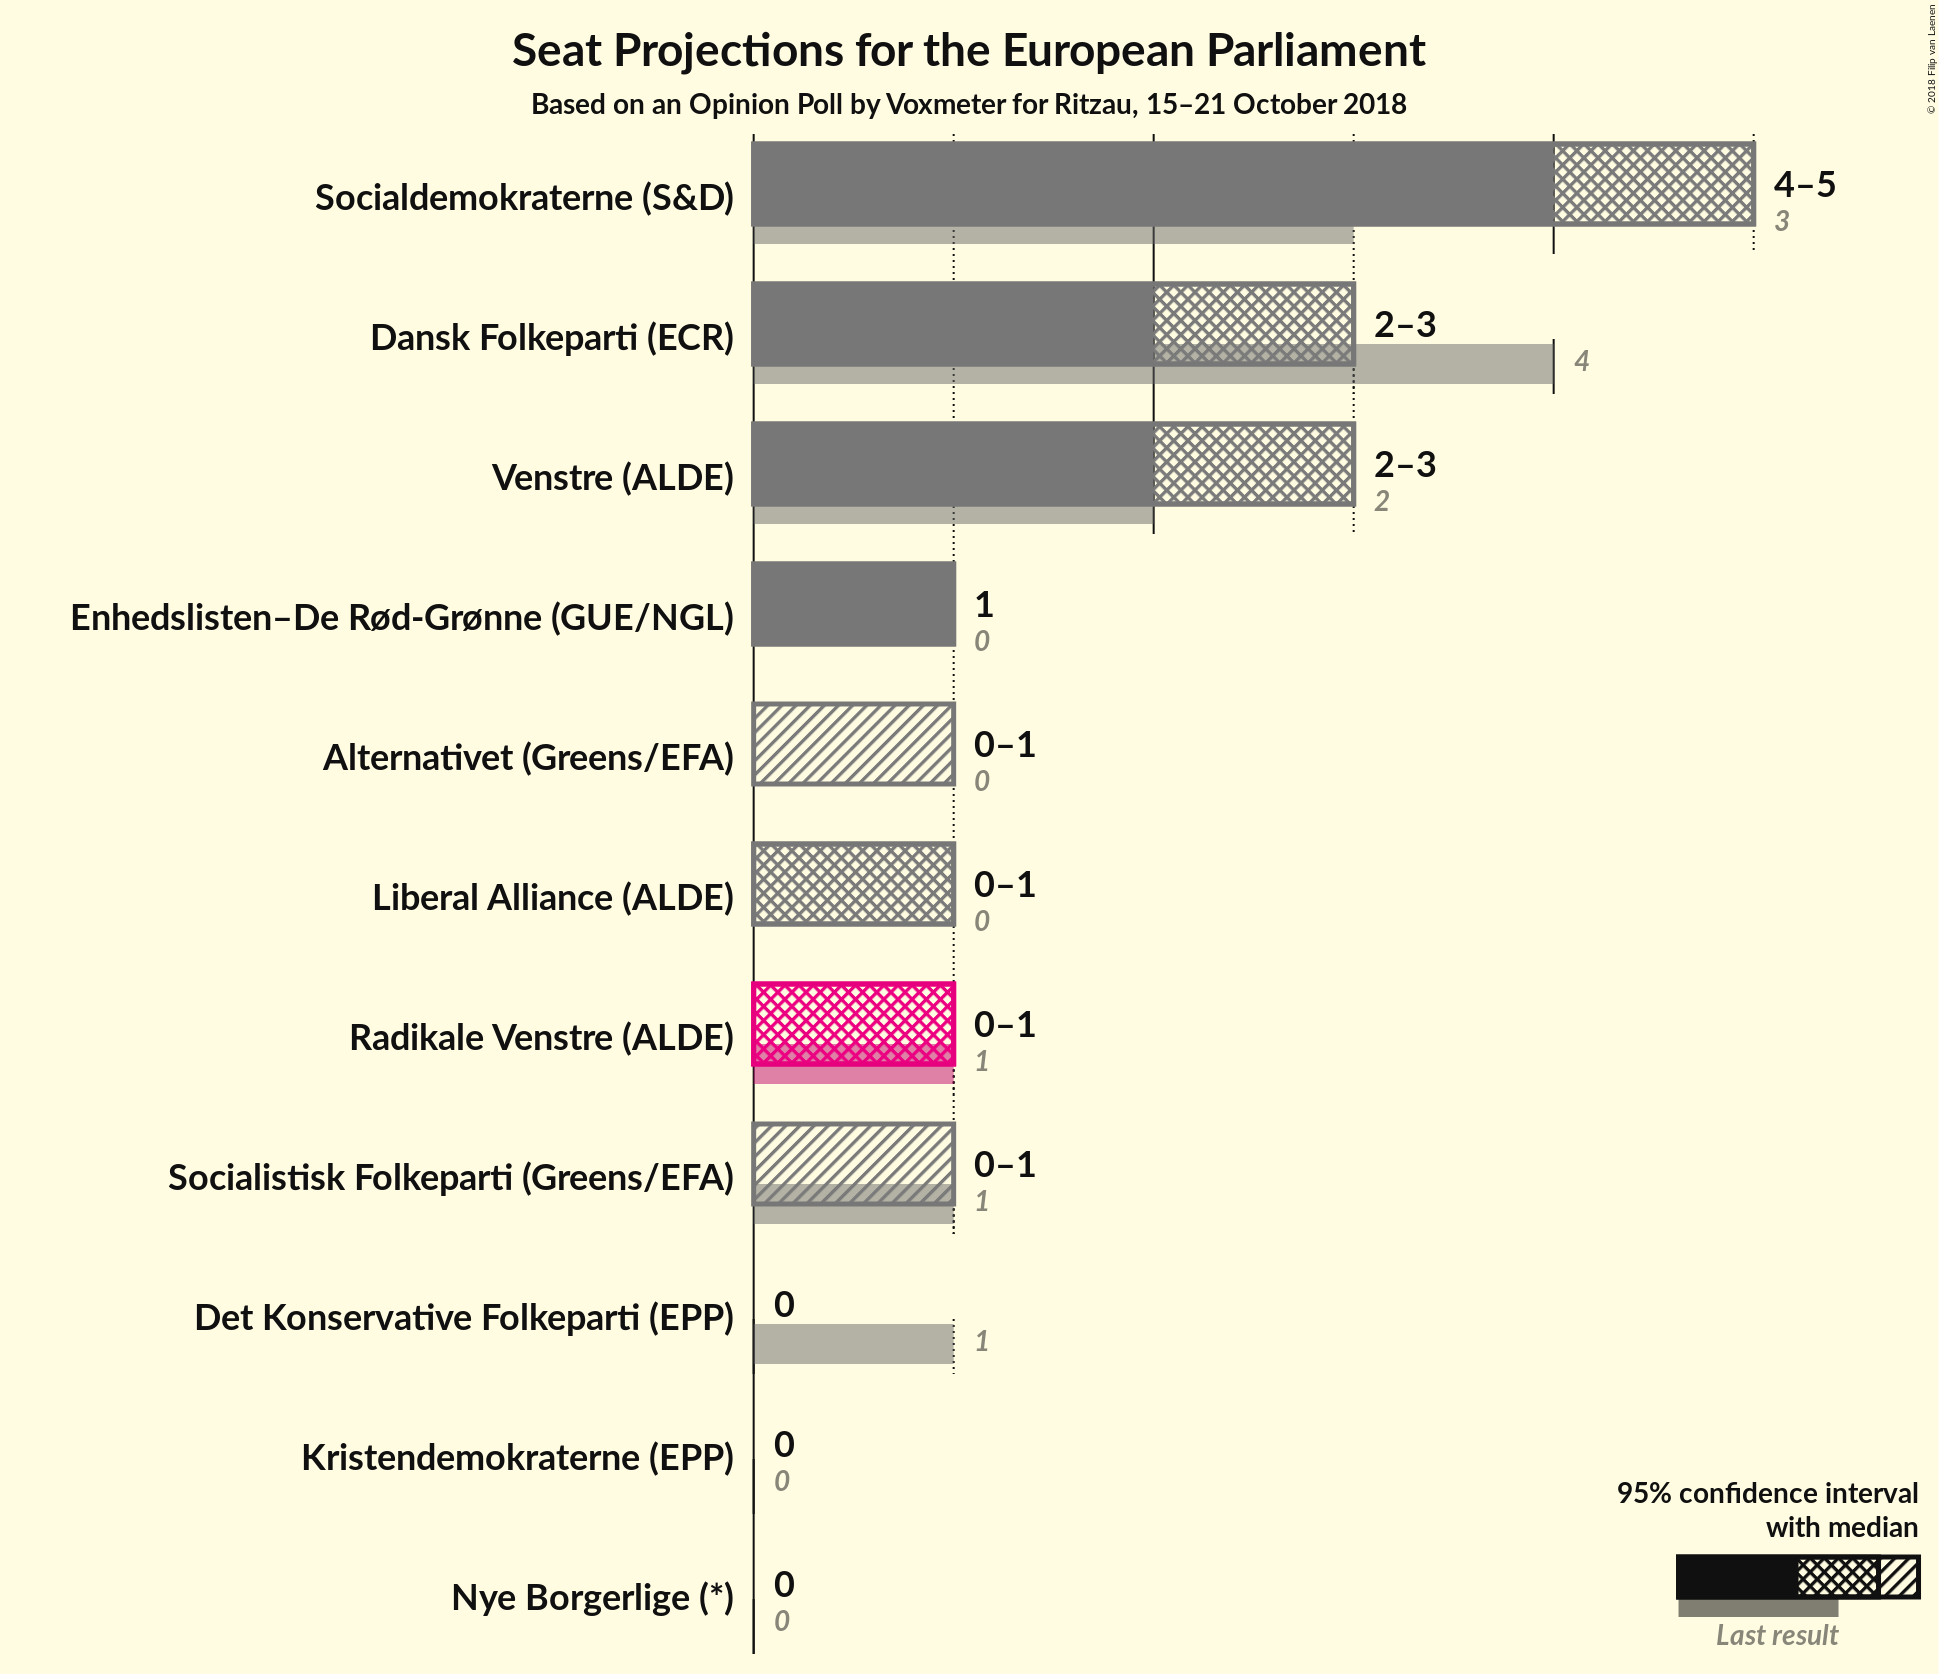 Seat Projections for the European Parliament
Based on an Opinion Poll by Voxmeter for Ritzau, 15–21 October 2018
© 2018 Filip van Laenen
Socialdemokraterne (S&D)
4–5
3
Dansk Folkeparti (ECR)
2–3
4
Venstre (ALDE)
2–3
2
Enhedslisten–De Rød-Grønne (GUE/NGL)
1
0
Alternativet (Greens/EFA)
0–1
0
Liberal Alliance (ALDE)
0–1
0
Radikale Venstre (ALDE)
0–1
1
Socialistisk Folkeparti (Greens/EFA)
0–1
1
Det Konservative Folkeparti (EPP)
0
1
Kristendemokraterne (EPP)
0
0
Nye Borgerlige (*)
0
0
95% confidence interval
with median
Last result